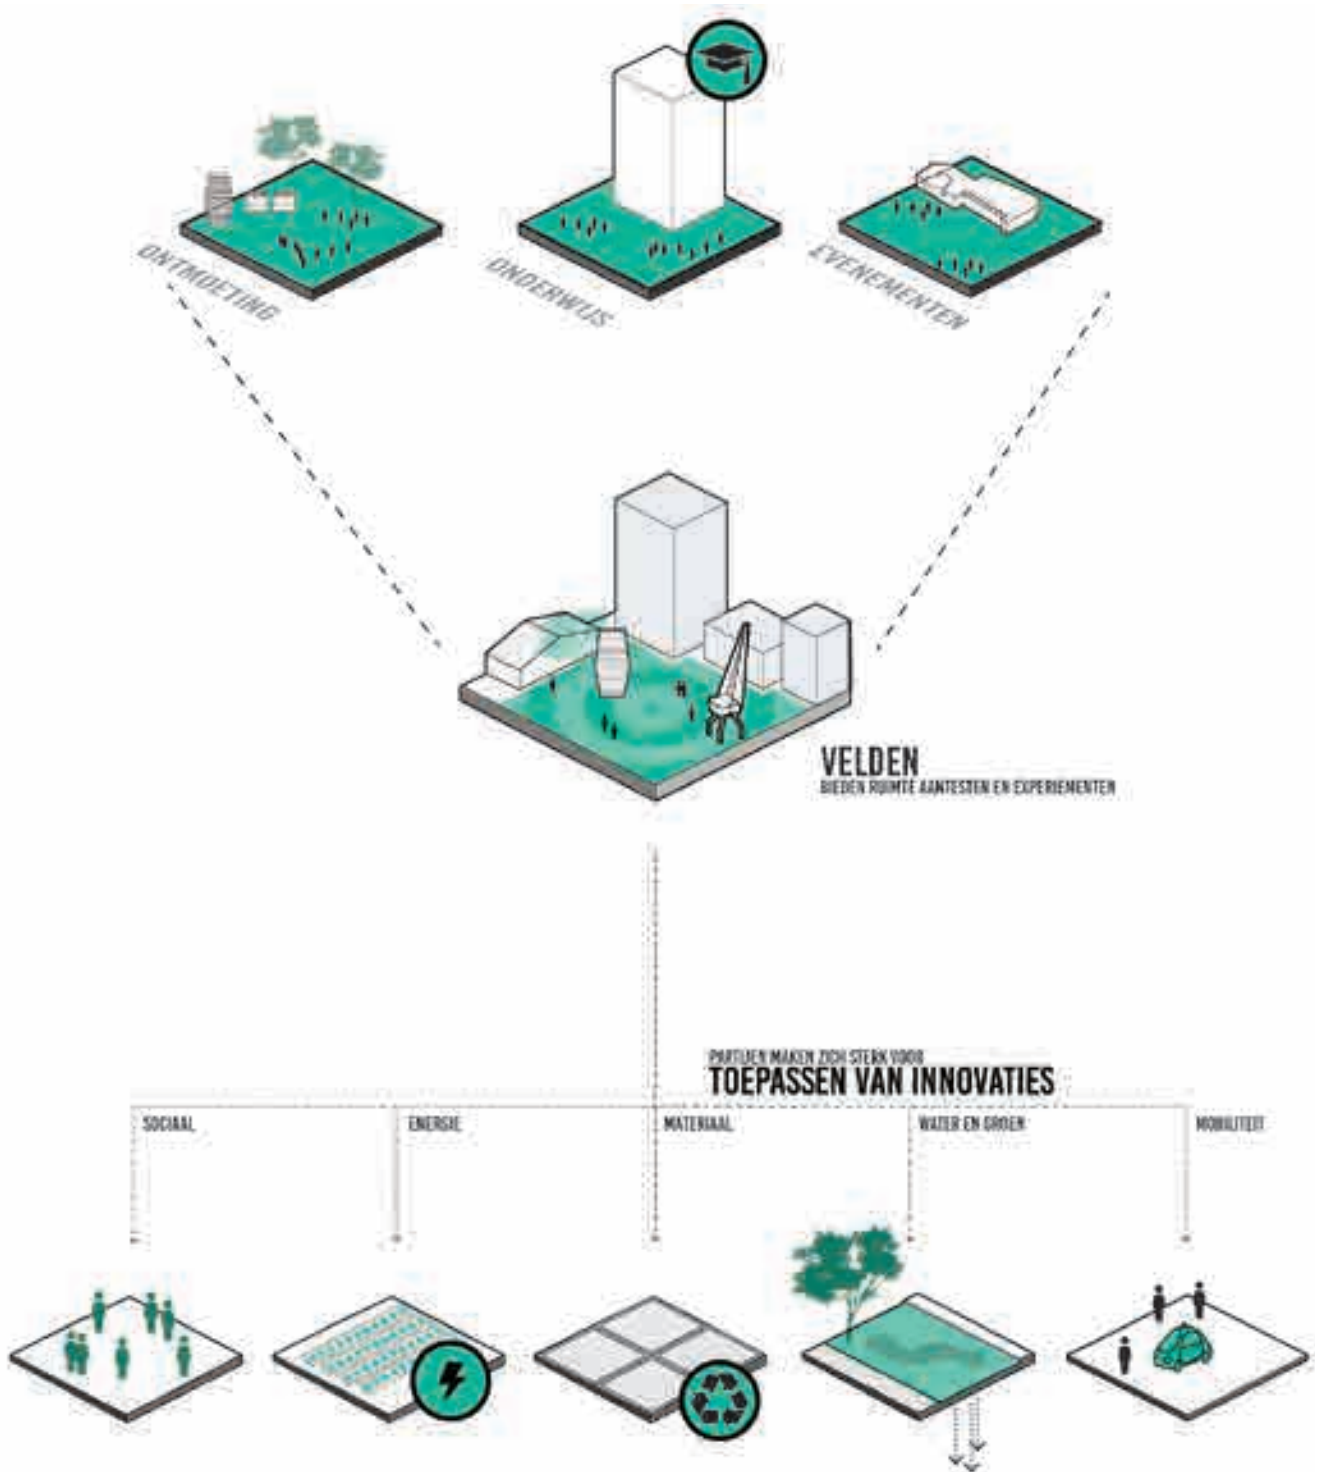 ONTMOETING
ONDERWIJS
EVENEMENTEN
VELDEN
BIEDEN RUIMTE AANTESTEN EN EXPERIEMENTEN
PARTIJEN MAKEN ZICH STERK VOOR
TOEPASSEN VAN INNOVATIES
SOCIAAL
ENERGIE
MATERIAAL
WATER EN GROEN
MOBILITEIT